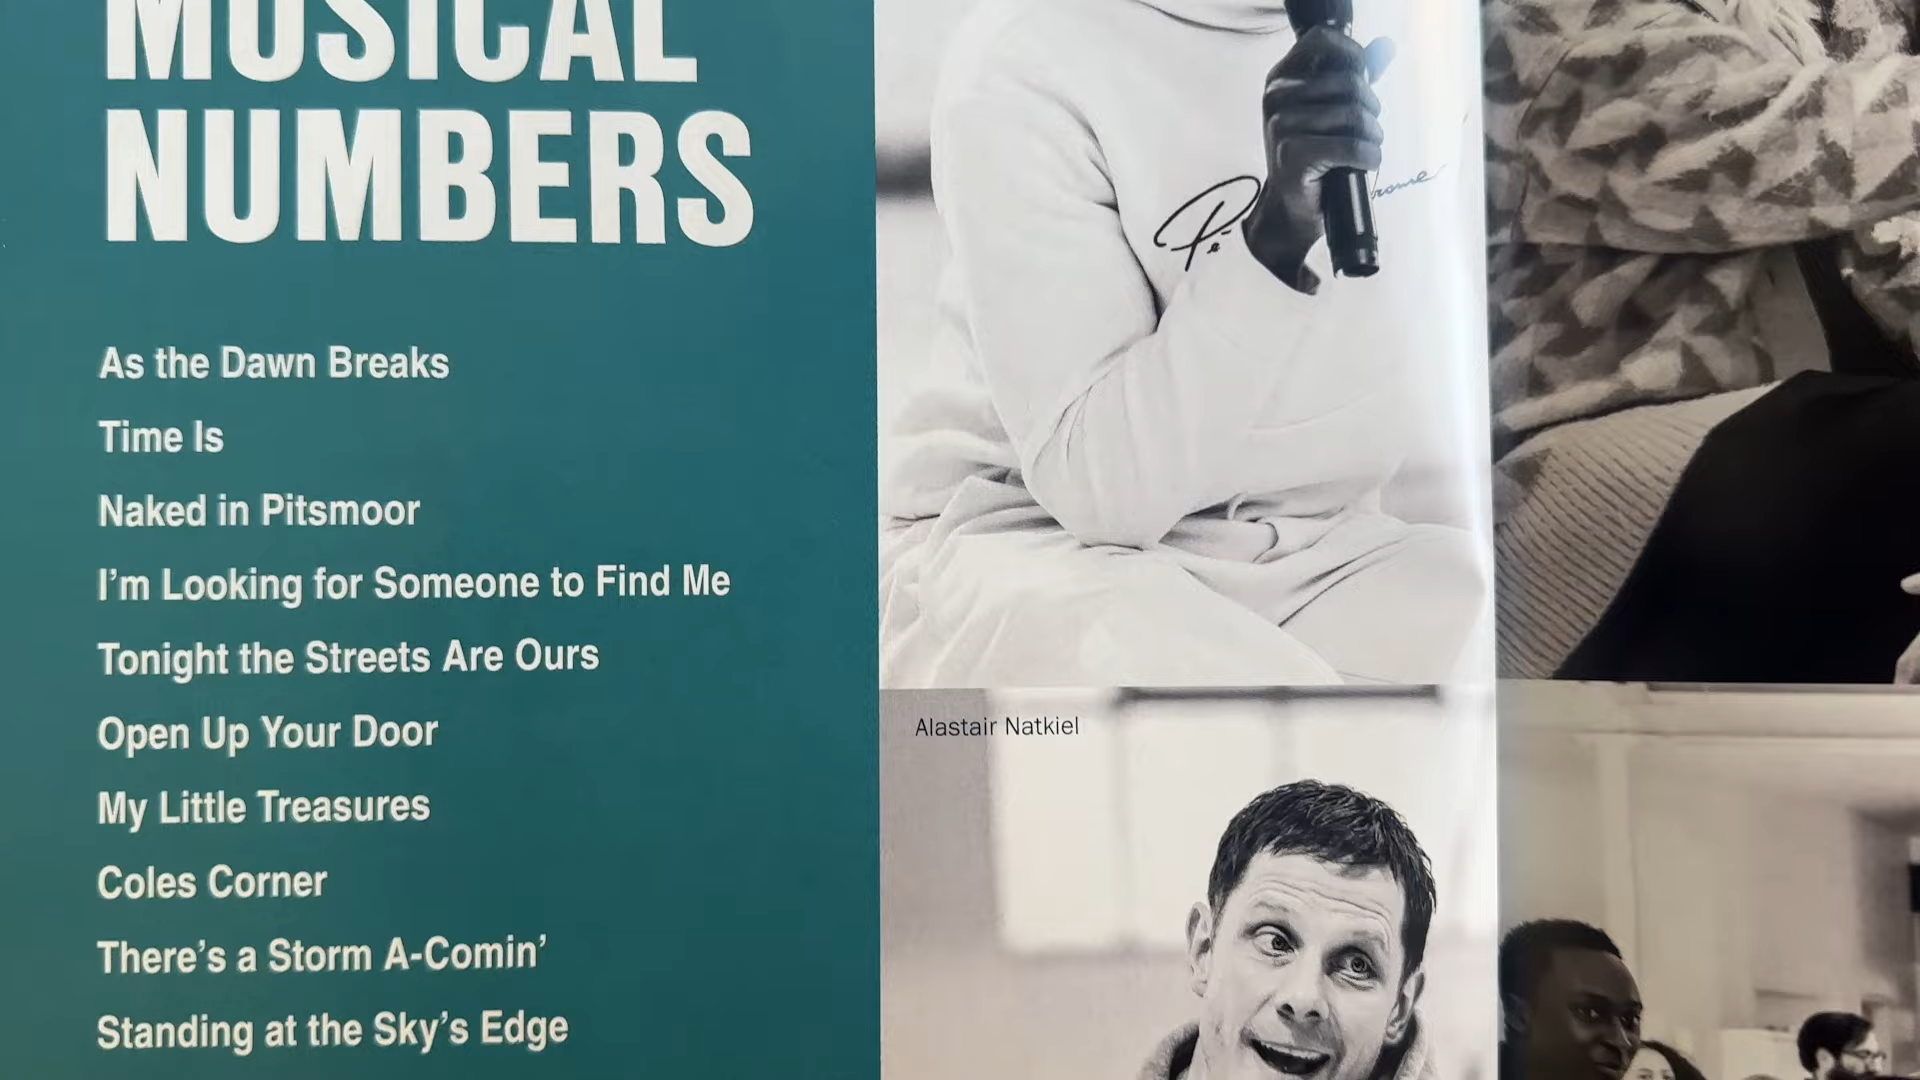 MUSICAL
NUMBERS
As the Dawn Breaks
Time Is
Naked in Pitsmoor
I'm Looking for Someone to Find Me
Tonight the Streets Are Ours
Open Up Your Door
My Little Treasures
Coles Corner
There's a Storm A-Comin'
Standing at the Sky's Edge
Alastair Natkiel